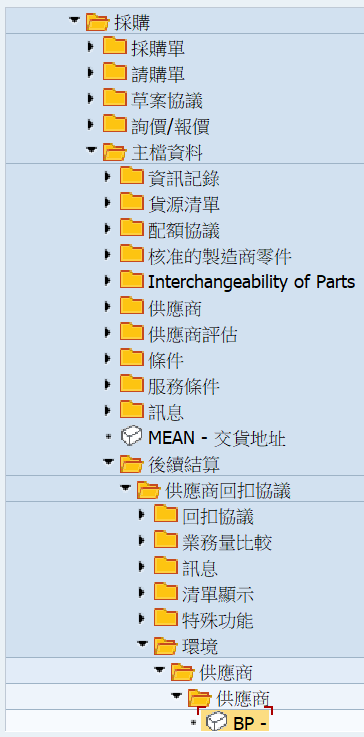 採購
採購單
請購單
草案協議
詢價/報價
主檔資料
資訊記錄
貨源清單
配額協議
核准的製造商零件
Interchangeability of Parts
供應商
供應商評估
條件
服務條件
訊息
MEAN - 交貨地址
後續結算
供應商回扣協議
回扣協議
業務量比較
訊息
清單顯示
特殊功能
環境
供應商
供應商
BP -